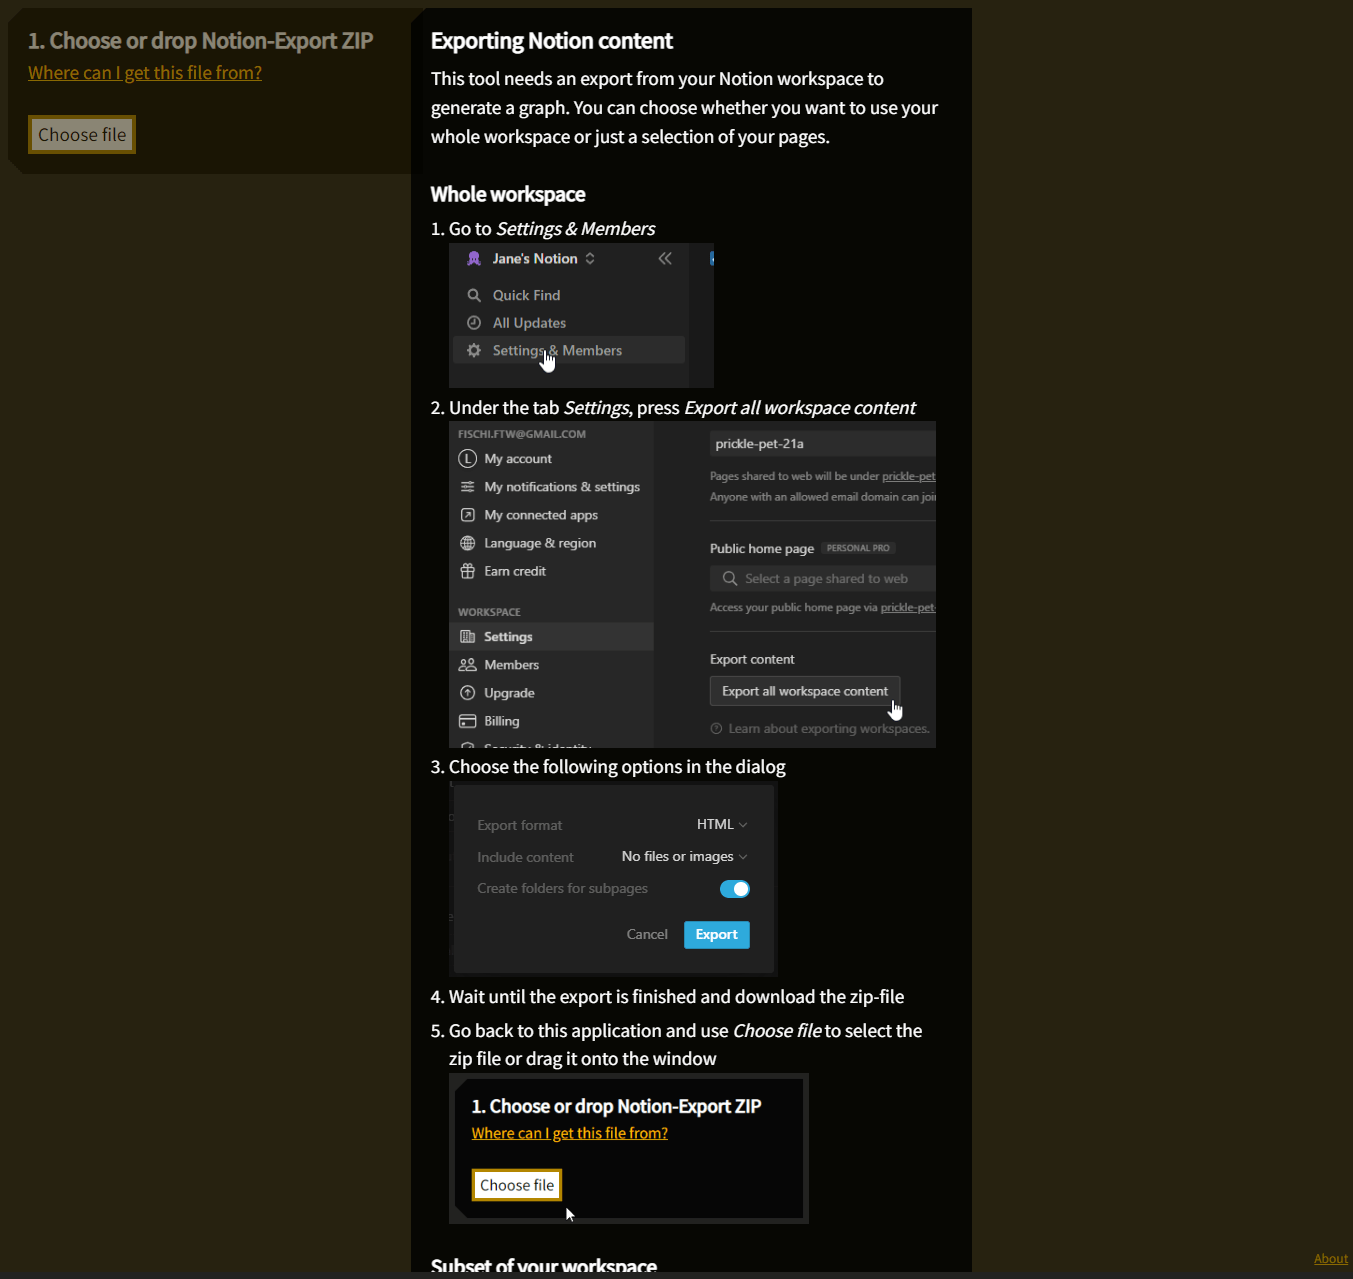 1. Choose or drop Notion-Export ZIP
Where can I get this file from?
Choose file
Exporting Notion content
This tool needs an export from your Notion workspace to
generate a graph. You can choose whether you want to use your
whole workspace or just a selection of your pages.
Whole workspace
1. Go to Settings & Members
Jane's Notion
Quick Find
All Updates
Settings & Members
2. Under the tab Settings, press Export all workspace content
FISCHI.FTW@GMAIL.COM
My account
My notifications & settings
My connected apps
Language & region
Earn credit
WORKSPACE
Settings
Members
Upgrade
Billing
Security & identity
prickle-pet-21a
Pages shared to web will be under prickle-pet
Anyone with an allowed email domain can joi
Public home page PERSONAL PRO
Select a page shared to web
Access your public home page via prickle-pet-
Export content
Export all workspace content
Learn about exporting workspaces.
3. Choose the following options in the dialog
Export format HTML
Include content No files or images
Create folders for subpages
Cancel Export
4. Wait until the export is finished and download the zip-file
5. Go back to this application and use Choose file to select the
zip file or drag it onto the window
1. Choose or drop Notion-Export ZIP
Where can I get this file from?
Choose file
Subset of your workspace
About